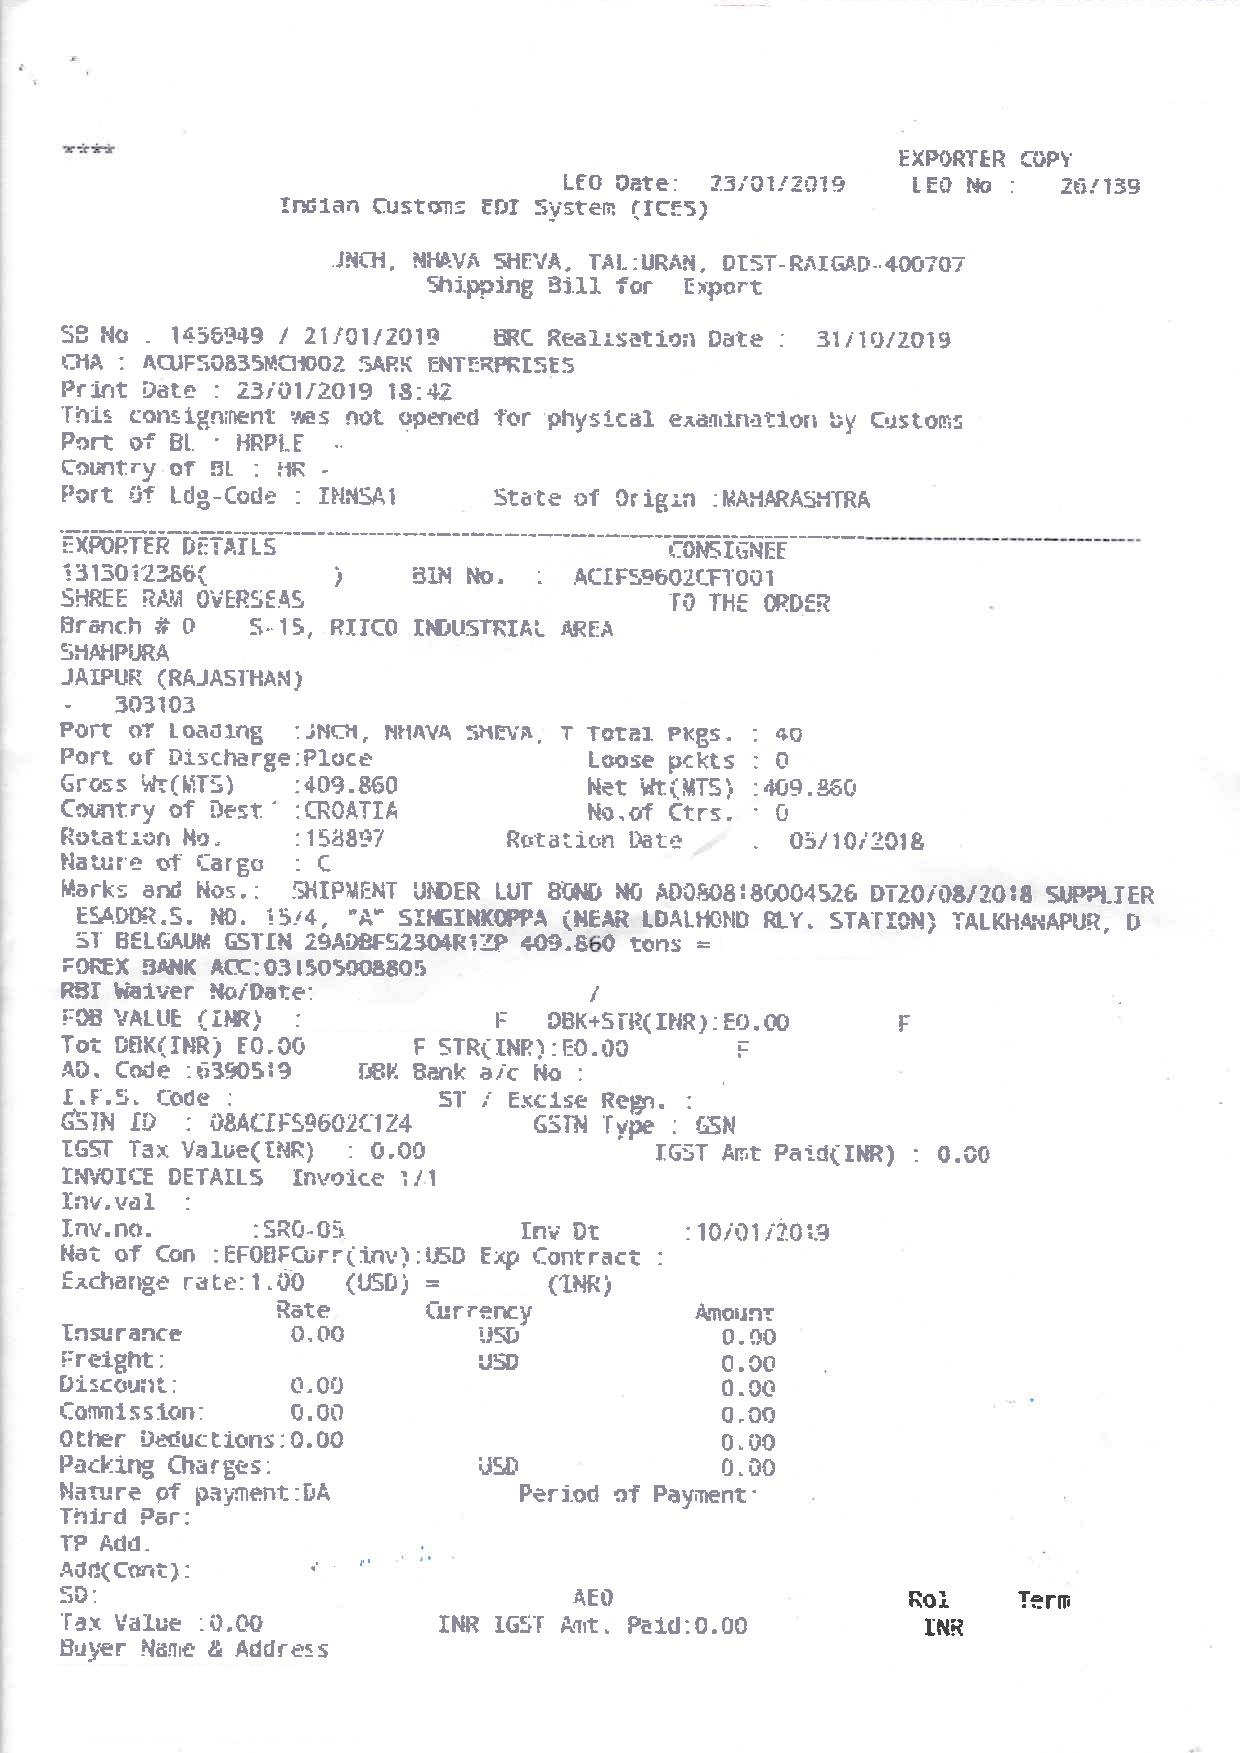 ****
EXPORTER COPY
LEO Date: 23/01/2019 LEO No : 26/139
Indian Customs EDI System (ICES)
JNCH, NHAVA SHEVA, TAL:URAN, DIST-RAIGAD-400707
Shipping Bill for Export
SB No . 1456949 / 21/01/2019 BRC Realisation Date : 31/10/2019
CHA : ACUFS0835MCH002 SARK ENTERPRISES
Print Date : 23/01/2019 18:42
This consignment was not opened for physical examination by Customs
Port of BL : HRPLE -
Country of BL : HR -
Port Of Ldg-Code : INNSA1 State of Origin :MAHARASHTRA
EXPORTER DETAILS CONSIGNEE
1313012386( ) BIN No. : ACIFS9602CFT001
SHREE RAM OVERSEAS TO THE ORDER
Branch # 0 S-15, RIICO INDUSTRIAL AREA
SHAHPURA
JAIPUR (RAJASTHAN)
- 303103
Port of Loading :JNCH, NHAVA SHEVA, T Total Pkgs. : 40
Port of Discharge:Ploce Loose pckts : 0
Gross Wt(MTS) :409.860 Net Wt(MTS) :409.860
Country of Dest. :CROATIA No.of Ctrs. : 0
Rotation No. :158897 Rotation Date . 05/10/2018
Nature of Cargo : C
Marks and Nos.: SHIPMENT UNDER LUT BOND NO AD0808180004526 DT20/08/2018 SUPPLIER
ESADDR.S. NO. 15/4, "A" SINGINKOPPA (NEAR LDALHOND RLY. STATION) TALKHANAPUR, D
ST BELGAUM GSTIN 29ADBFS2304R1ZP 409.860 tons =
FOREX BANK ACC:031505008805
RBI Waiver No/Date: /
FOB VALUE (INR) : F DBK+STR(INR):E0.00 F
Tot DBK(INR) E0.00 F STR(INR):E0.00 F
AD. Code :6390519 DBK Bank a/c No :
I.F.S. Code : ST / Excise Regn. :
GSTN ID : 08ACIFS9602C1Z4 GSTN Type : GSN
IGST Tax Value(INR) : 0.00 IGST Amt Paid(INR) : 0.00
INVOICE DETAILS Invoice 1/1
Inv.val :
Inv.no. :SRO-05 Inv Dt :10/01/2019
Nat of Con :EFOBFCurr(inv):USD Exp Contract :
Exchange rate:1.00 (USD) = (INR)
Rate Currency Amount
Insurance 0.00 USD 0.00
Freight: USD 0.00
Discount: 0.00 0.00
Commission: 0.00 0.00
Other Deductions:0.00 0.00
Packing Charges: USD 0.00
Nature of payment:DA Period of Payment:
Third Par:
TP Add.
Add(Cont):
SD: AEO Rol Term
Tax Value :0.00 INR IGST Amt. Paid:0.00 INR
Buyer Name & Address